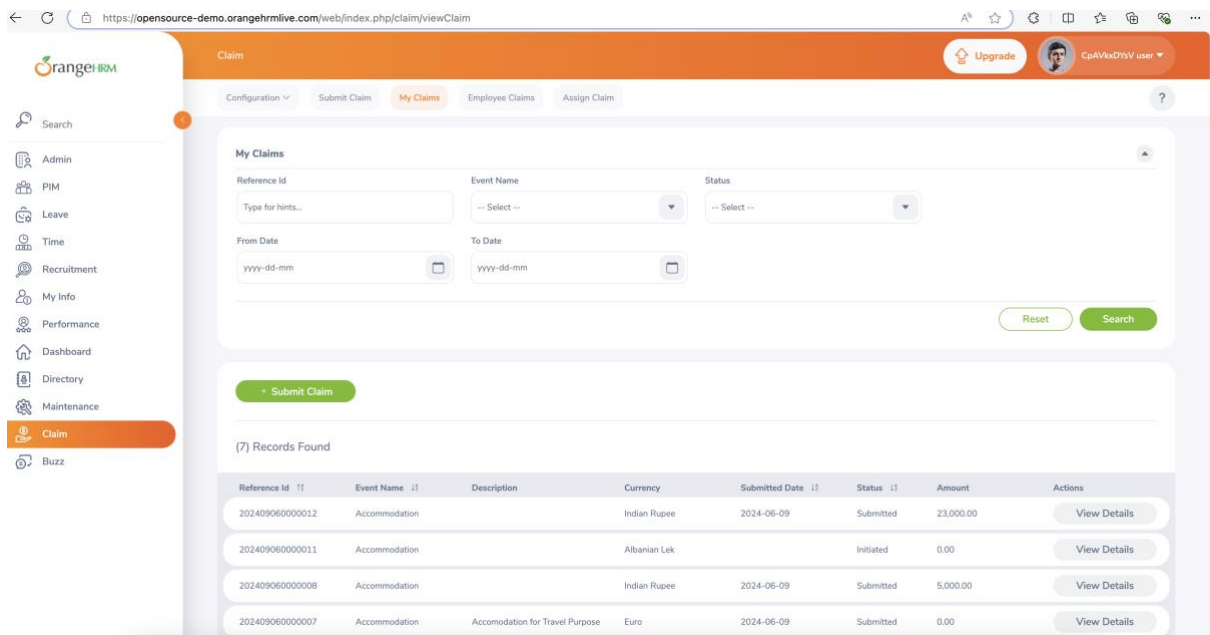 https://opensource-demo.orangehrmlive.com/web/index.php/claim/viewClaim
OrangeHRM
Claim
Upgrade
CpAVkxDYsV user
Configuration
Submit Claim
My Claims
Employee Claims
Assign Claim
?
Search
Admin
PIM
Leave
Time
Recruitment
My Info
Performance
Dashboard
Directory
Maintenance
Claim
Buzz
My Claims
Reference Id Event Name Status
Type for hints... -- Select -- -- Select --
From Date To Date
yyyy-dd-mm yyyy-dd-mm
Reset Search
+ Submit Claim
(7) Records Found
Reference Id Event Name Description Currency Submitted Date Status Amount Actions
202409060000012 Accommodation Indian Rupee 2024-06-09 Submitted 23,000.00 View Details
202409060000011 Accommodation Albanian Lek Initiated 0.00 View Details
202409060000008 Accommodation Indian Rupee 2024-06-09 Submitted 5,000.00 View Details
202409060000007 Accommodation Accomodation for Travel Purpose Euro 2024-06-09 Submitted 0.00 View Details